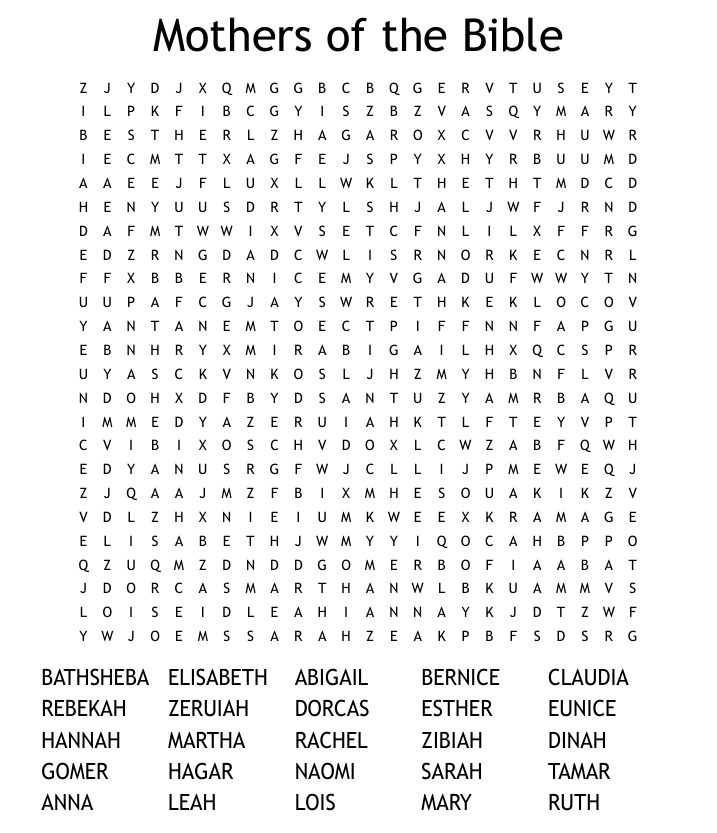 Mothers of the Bible
Z J Y D J X Q M G G B C B Q G E R V T U S E Y T
I L P K F I B C G Y I S Z B Z V A S Q Y M A R Y
B E S T H E R L Z H A G A R O X C V V R H U W R
I E C M T T X A G F E J S P Y X H Y R B U U M D
A A E E J F L U X L L W K L T H E T H T M D C D
H E N Y U U S D R T Y L S H J A L J W F J R N D
D A F M T W W I X V S E T C F N L I L X F F R G
E D Z R N G D A D C W L I S R N O R K E C N R L
F F X B B E R N I C E M Y V G A D U F W W Y T N
U U P A F C G J A Y S W R E T H K E K L O C O V
Y A N T A N E M T O E C T P I F F N N F A P G U
E B N H R Y X M I R A B I G A I L H X Q C S P R
U Y A S C K V N K O S L J H Z M Y H B N F L V R
N D O H X D F B Y D S A N T U Z Y A M R B A Q U
I M M E D Y A Z E R U I A H K T L F T E Y V P T
C V I B I X O S C H V D O X L C W Z A B F Q W H
E D Y A N U S R G F W J C L L I J P M E W E Q J
Z J Q A A J M Z F B I X M H E S O U A K I K Z V
V D L Z H X N I E I U M K W E E X K R A M A G E
E L I S A B E T H J W M Y Y I Q O C A H B P P O
Q Z U Q M Z D N D D G O M E R B O F I A A B A T
J D O R C A S M A R T H A N W L B K U A M M V S
L O I S E I D L E A H I A N N A Y K J D T Z W F
Y W J O E M S S A R A H Z E A K P B F S D S R G
BATHSHEBA ELISABETH ABIGAIL BERNICE CLAUDIA
REBEKAH ZERUIAH DORCAS ESTHER EUNICE
HANNAH MARTHA RACHEL ZIBIAH DINAH
GOMER HAGAR NAOMI SARAH TAMAR
ANNA LEAH LOIS MARY RUTH